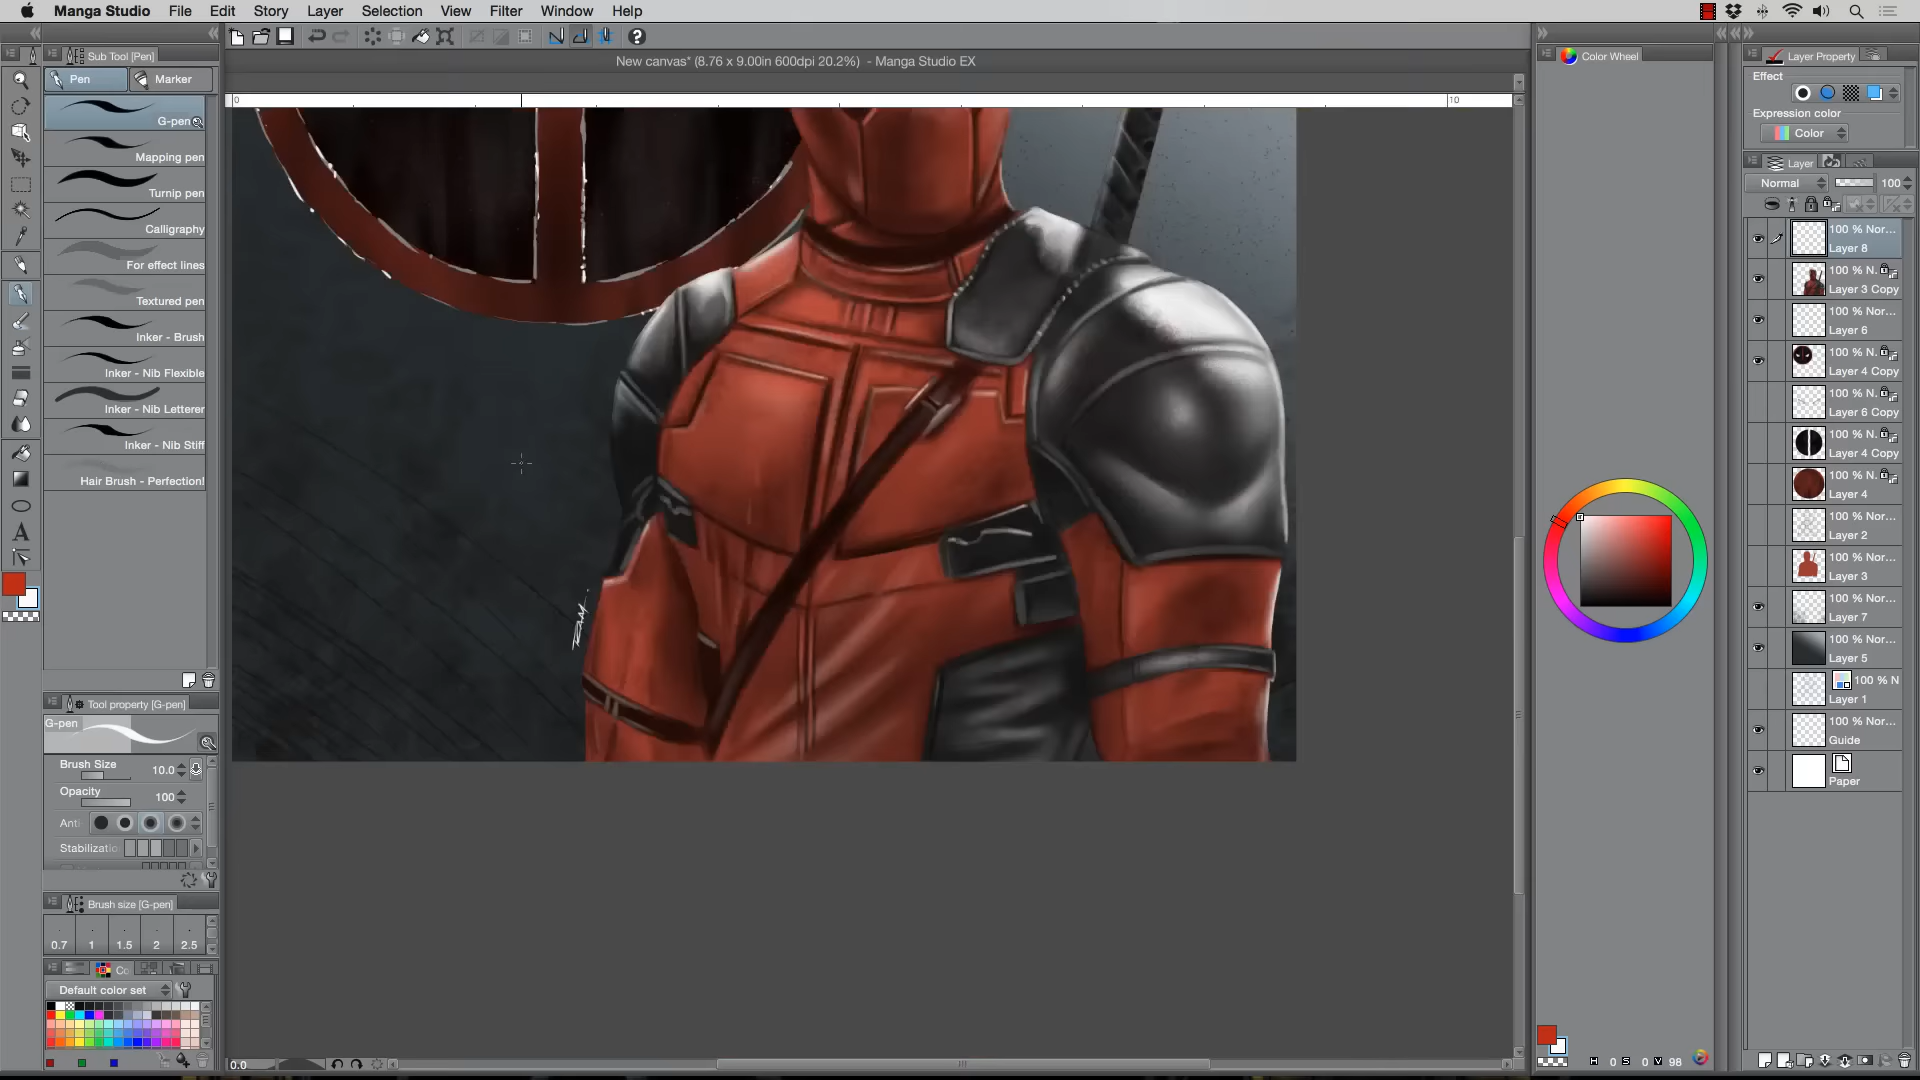 Manga Studio File Edit Story Layer Selection View Filter Window Help
New canvas* (8.76 x 9.00in 600dpi 20.2%) - Manga Studio EX
Sub Tool [Pen]
Pen Marker
G-pen
Mapping pen
Turnip pen
Calligraphy
For effect lines
Textured pen
Inker - Brush
Inker - Nib Flexible
Inker - Nib Letterer
Inker - Nib Stiff
Hair Brush - Perfection!
Tool property [G-pen]
G-pen
Brush Size 10.0
Opacity 100
Anti
Stabilizatio
Brush size [G-pen]
0.7 1 1.5 2 2.5
Co
Default color set
0 10
0.0
Color Wheel
H 0 S 0 V 98
Layer Property
Effect
Expression color
Color
Layer
Normal 100
100 % Nor...
Layer 8
100 % N.
Layer 3 Copy
100 % Nor...
Layer 6
100 % N.
Layer 4 Copy
100 % N.
Layer 6 Copy
100 % N.
Layer 4 Copy
100 % N.
Layer 4
100 % Nor...
Layer 2
100 % Nor...
Layer 3
100 % Nor...
Layer 7
100 % Nor...
Layer 5
100 % N
Layer 1
100 % Nor...
Guide
Paper